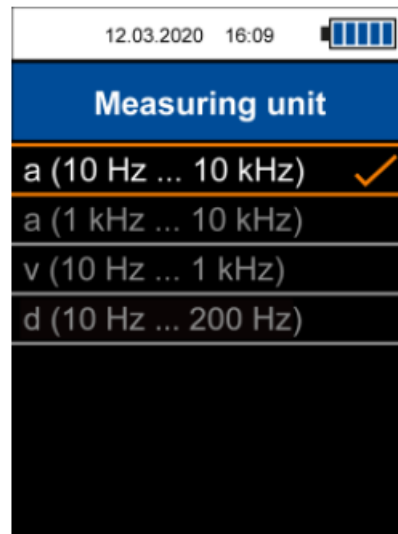 12.03.2020 16:09
Measuring unit
a (10 Hz ... 10 kHz)
a (1 kHz ... 10 kHz)
v (10 Hz ... 1 kHz)
d (10 Hz ... 200 Hz)